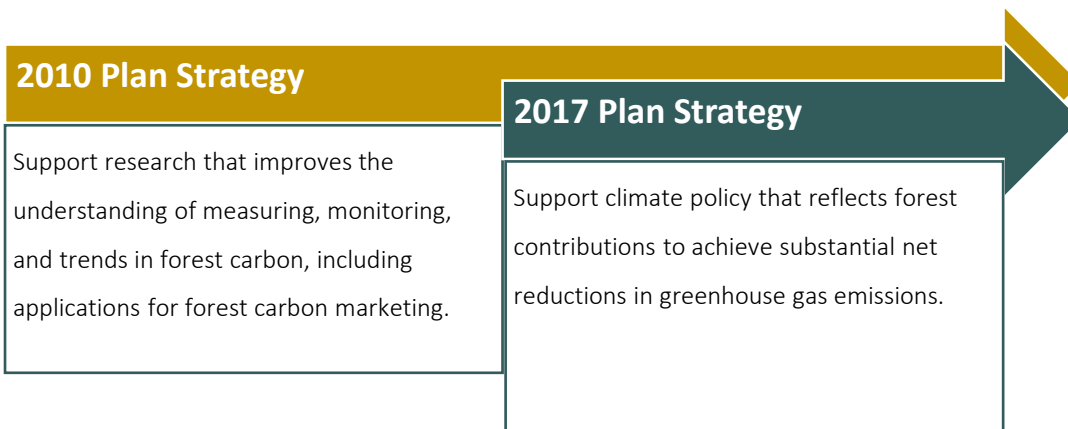 2010 Plan Strategy
Support research that improves the
understanding of measuring, monitoring,
and trends in forest carbon, including
applications for forest carbon marketing.
2017 Plan Strategy
Support climate policy that reflects forest
contributions to achieve substantial net
reductions in greenhouse gas emissions.